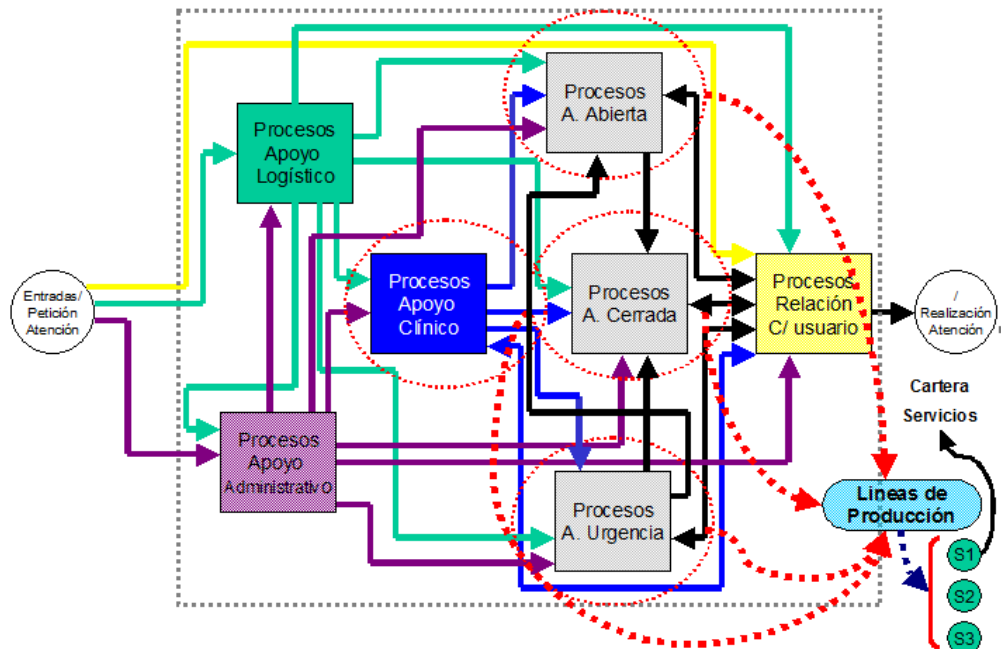 Procesos
A. Abierta
Procesos
Apoyo
Logístico
Procesos
Apoyo
Clínico
Procesos
A. Cerrada
Procesos
Relación
C/ usuario
Entradas/
Petición
Atención
/
Realización
Atención
Cartera
Servicios
Procesos
Apoyo
Administrativo
Procesos
A. Urgencia
Lineas de
Producción
S1
S2
S3